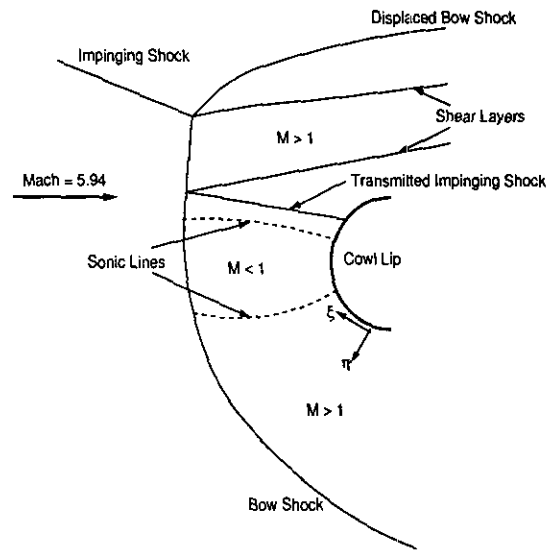 Displaced Bow Shock
Impinging Shock
Shear Layers
M > 1
Mach = 5.94
Transmitted Impinging Shock
Sonic Lines
M < 1
Cowl Lip
ξ
π
M > 1
Bow Shock